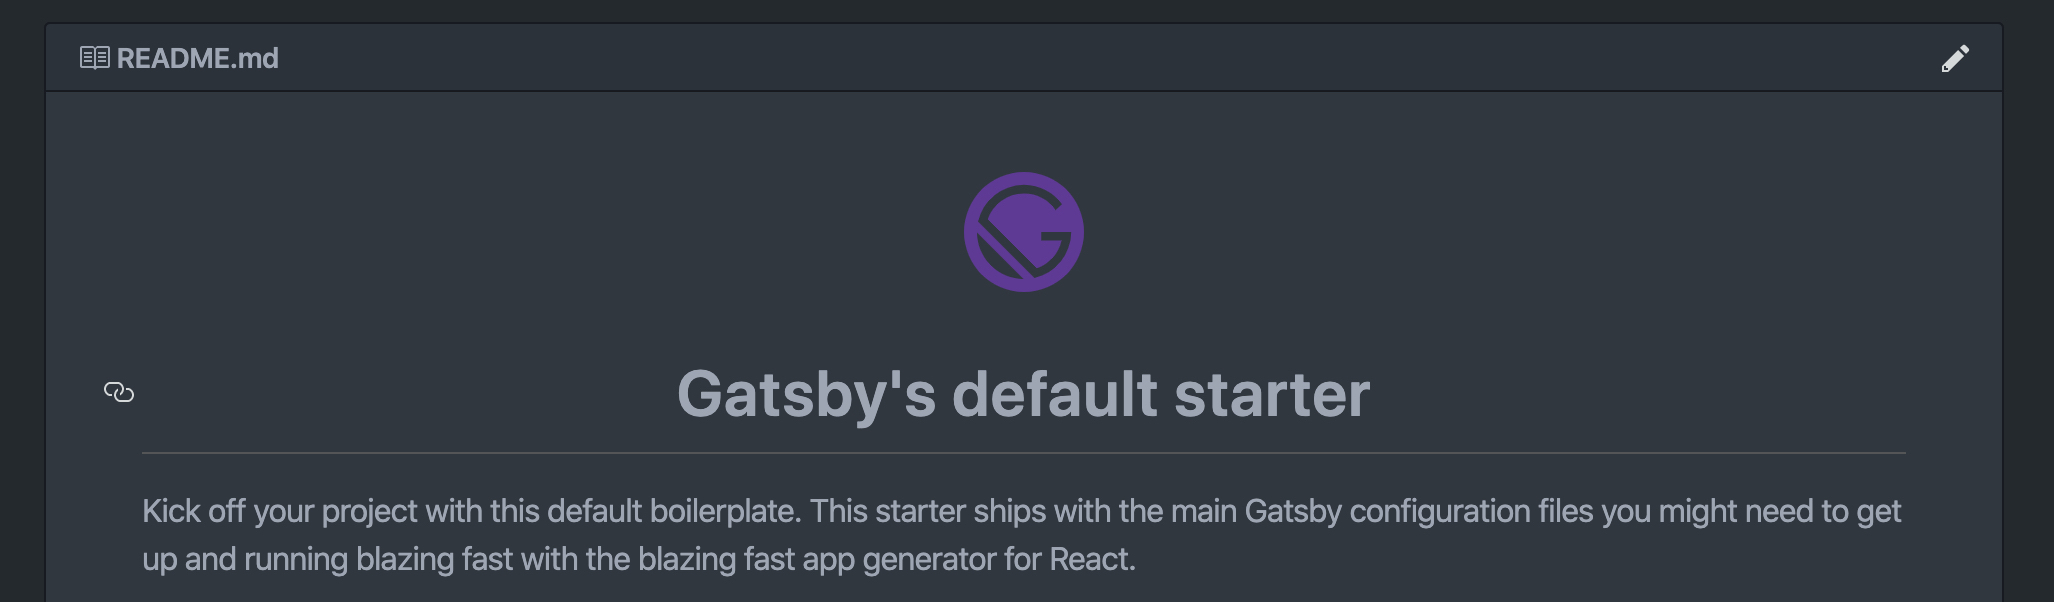 README.md
Gatsby's default starter
Kick off your project with this default boilerplate. This starter ships with the main Gatsby configuration files you might need to get
up and running blazing fast with the blazing fast app generator for React.